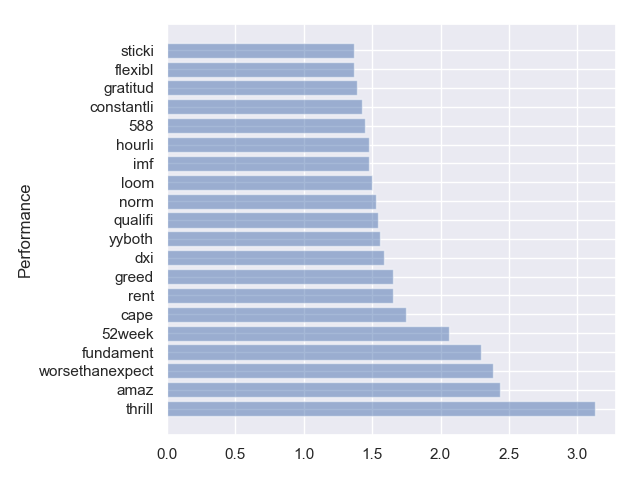 sticki
flexibl
gratitud
constantli
588
hourli
imf
loom
norm
qualifi
yyboth
dxi
greed
rent
cape
52week
fundament
worsethanexpect
amaz
thrill
Performance
0.0 0.5 1.0 1.5 2.0 2.5 3.0